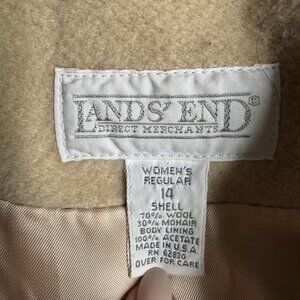 LANDS' END®
DIRECT MERCHANTS
WOMEN'S
REGULAR
14
SHELL
70% WOOL
30% MOHAIR
BODY LINING
100% ACETATE
MADE IN U.S.A.
RN 62830
OVER FOR CARE